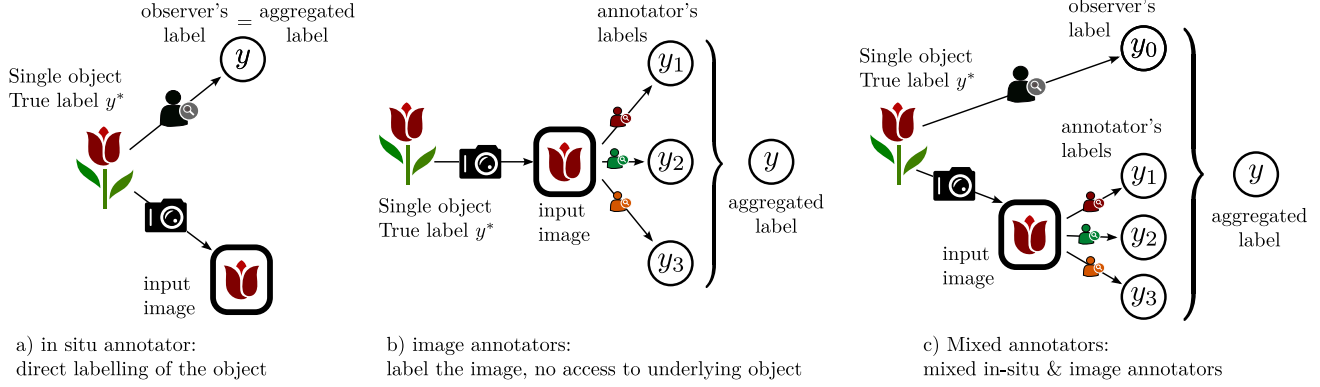 observer's
label
=
aggregated
label
y
Single object
True label y*
input
image
a) in situ annotator:
direct labelling of the object
annotator's
labels
y1
y2
y3
Single object
True label y*
input
image
y
aggregated
label
b) image annotators:
label the image, no access to underlying object
observer's
label
y0
Single object
True label y*
annotator's
labels
y1
y2
y3
input
image
y
aggregated
label
c) Mixed annotators:
mixed in-situ & image annotators